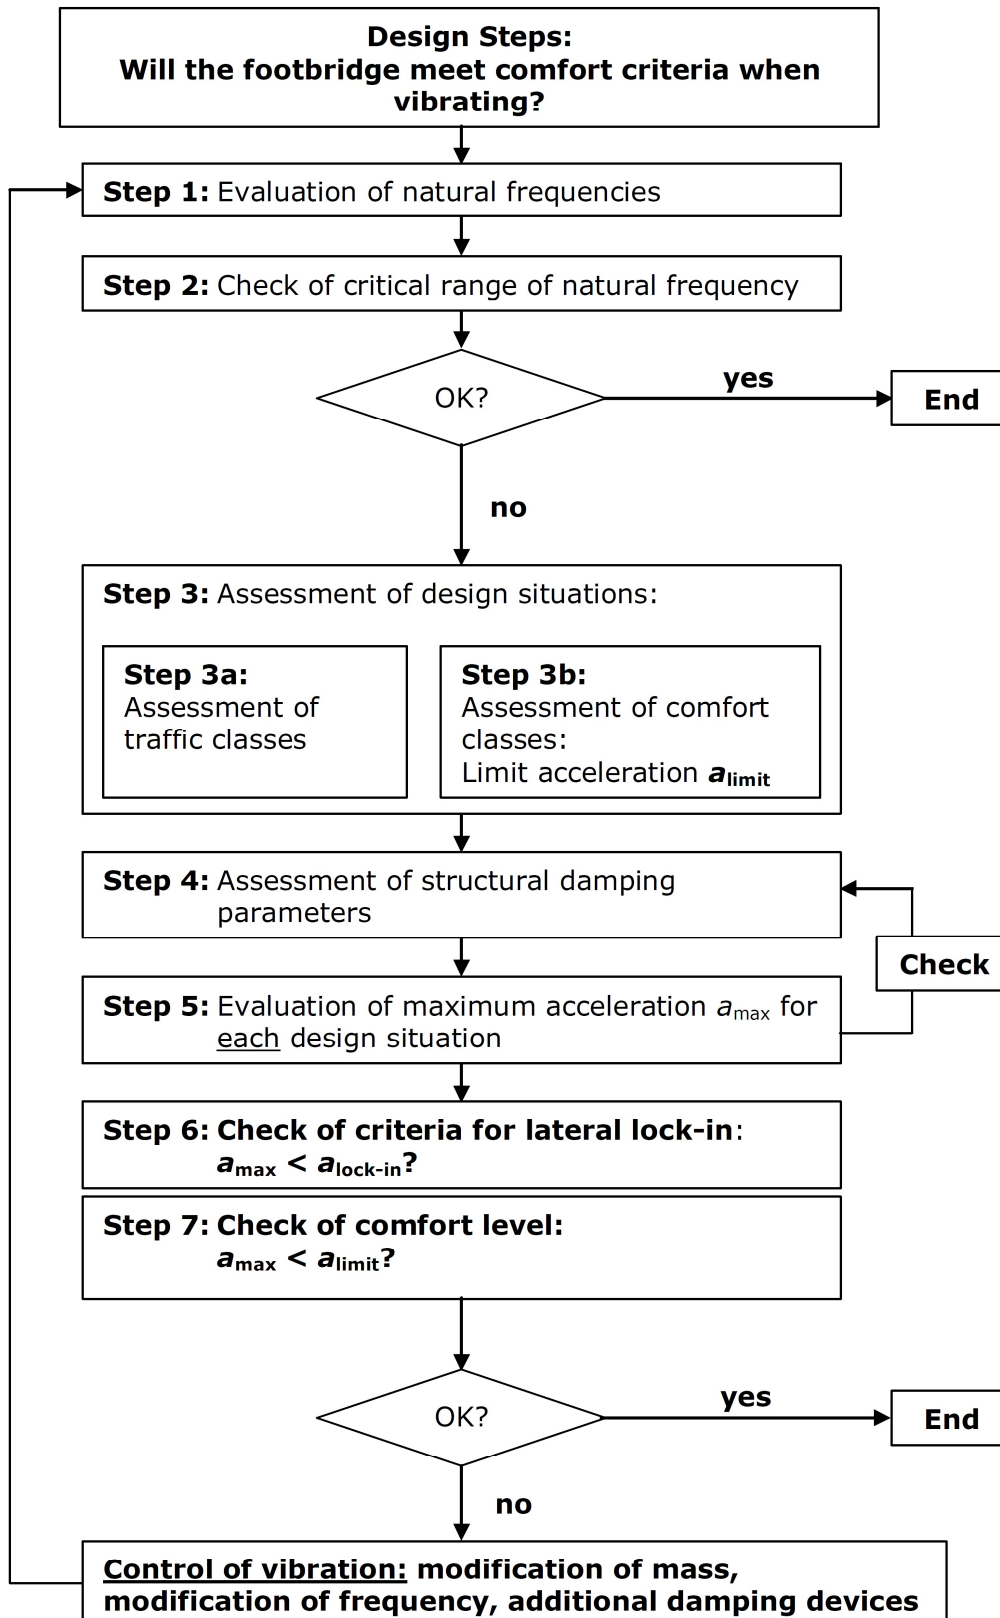 Design Steps:
Will the footbridge meet comfort criteria when
vibrating?
Step 1: Evaluation of natural frequencies
Step 2: Check of critical range of natural frequency
OK?
yes
End
no
Step 3: Assessment of design situations:
Step 3a:
Assessment of
traffic classes
Step 3b:
Assessment of comfort
classes:
Limit acceleration alimit
Step 4: Assessment of structural damping
parameters
Check
Step 5: Evaluation of maximum acceleration amax for
each design situation
Step 6: Check of criteria for lateral lock-in:
amax < alock-in?
Step 7: Check of comfort level:
amax < alimit?
OK?
yes
End
no
Control of vibration: modification of mass,
modification of frequency, additional damping devices